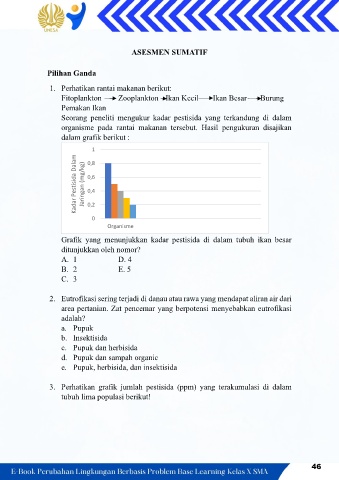 UNESA
ASESMEN SUMATIF
Pilihan Ganda
1. Perhatikan rantai makanan berikut:
Fitoplankton → Zooplankton → Ikan Kecil → Ikan Besar → Burung
Pemakan Ikan
Seorang peneliti mengukur kadar pestisida yang terkandung di dalam
organisme pada rantai makanan tersebut. Hasil pengukuran disajikan
dalam grafik berikut :
Kadar Pestisida Dalam
Jaringan (mg/kg)
1
0,8
0,6
0,4
0,2
0
Organisme
Grafik yang menunjukkan kadar pestisida di dalam tubuh ikan besar
ditunjukkan oleh nomor?
A. 1 D. 4
B. 2 E. 5
C. 3
2. Eutrofikasi sering terjadi di danau atau rawa yang mendapat aliran air dari
area pertanian. Zat pencemar yang berpotensi menyebabkan eutrofikasi
adalah?
a. Pupuk
b. Insektisida
c. Pupuk dan herbisida
d. Pupuk dan sampah organic
e. Pupuk, herbisida, dan insektisida
3. Perhatikan grafik jumlah pestisida (ppm) yang terakumulasi di dalam
tubuh lima populasi berikut!
E-Book Perubahan Lingkungan Berbasis Problem Base Learning Kelas X SMA
46